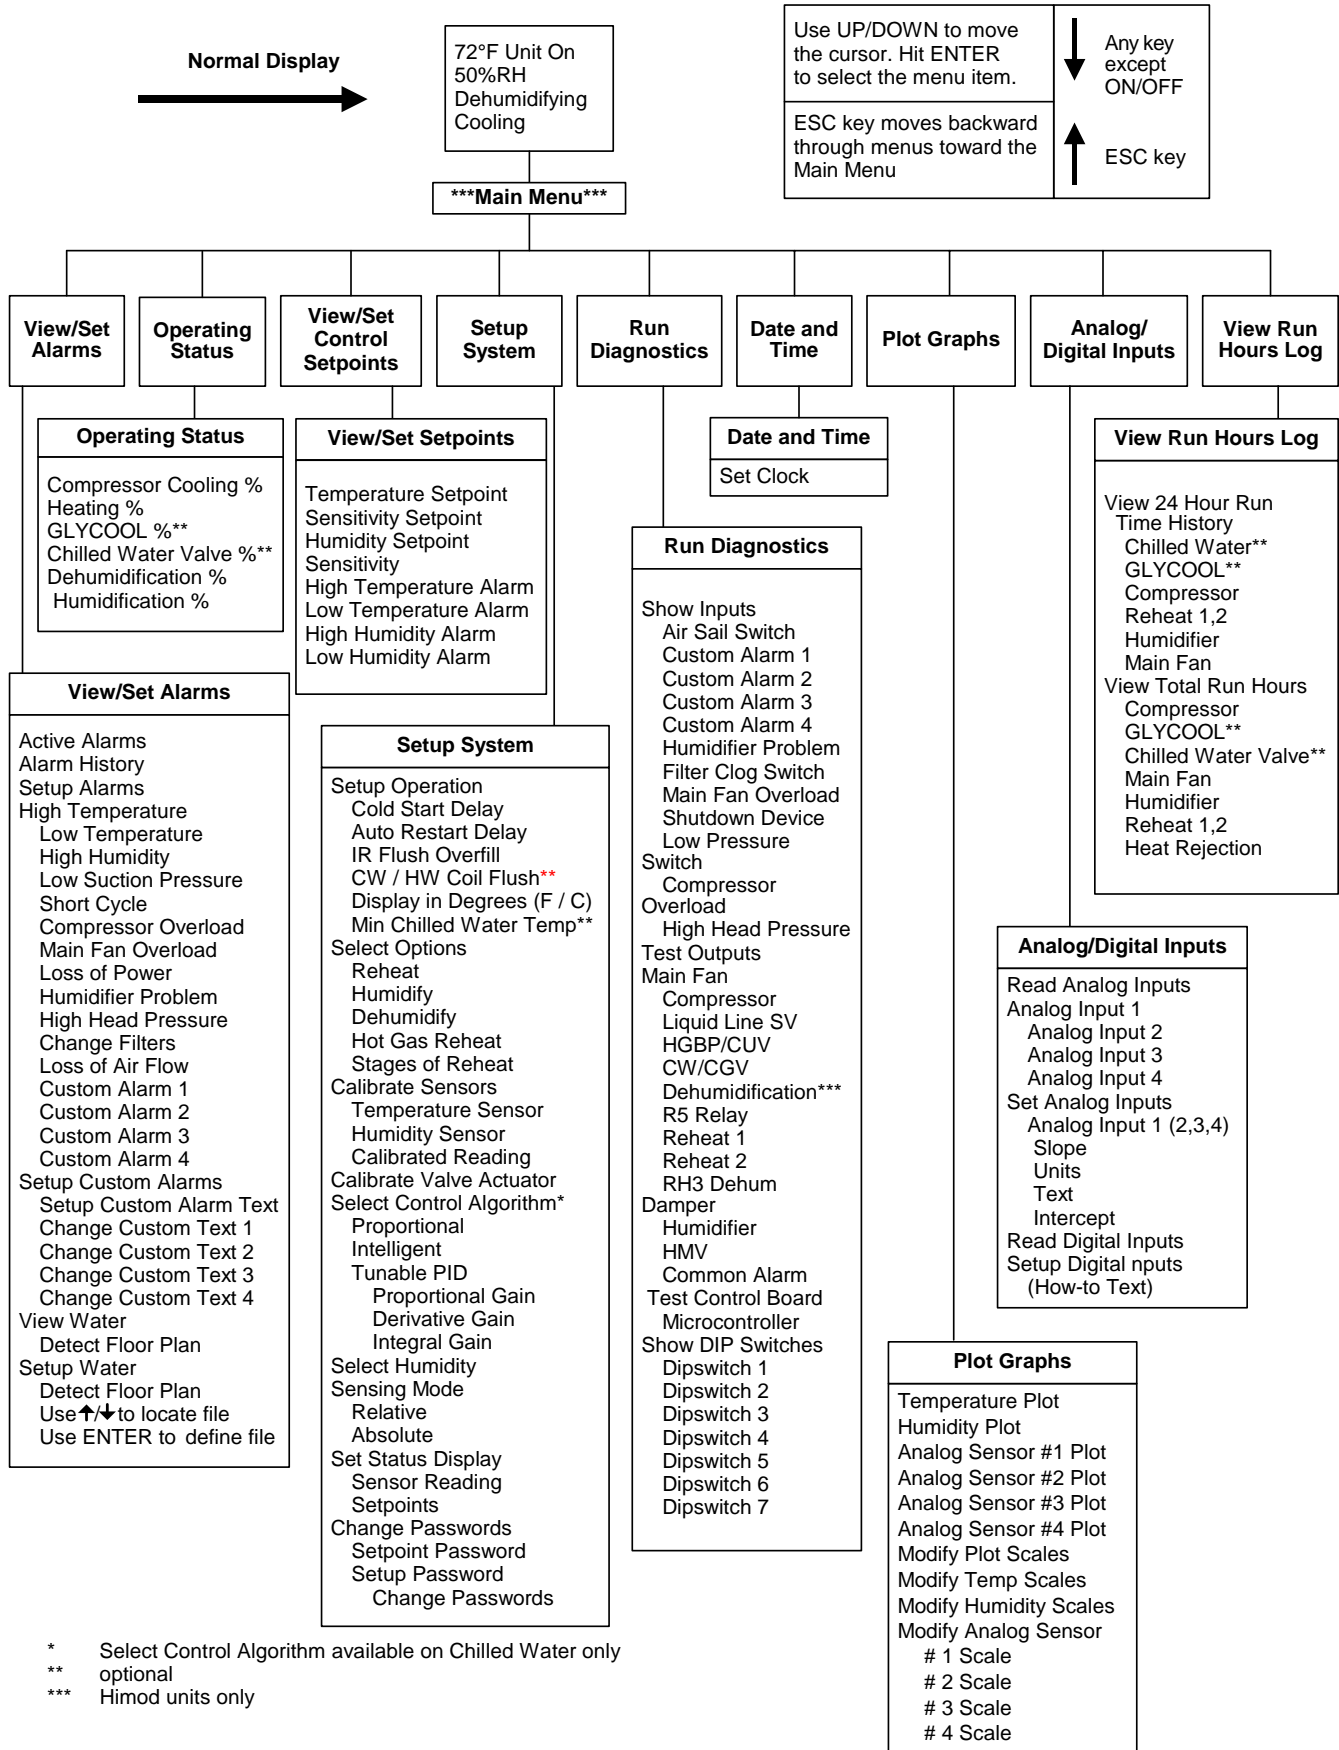 Normal Display
72°F Unit On
50%RH
Dehumidifying
Cooling
Use UP/DOWN to move
the cursor. Hit ENTER
to select the menu item.
Any key
except
ON/OFF
ESC key moves backward
through menus toward the
Main Menu
ESC key
***Main Menu***
View/Set
Alarms
Operating
Status
View/Set
Control
Setpoints
Setup
System
Run
Diagnostics
Date and
Time
Plot Graphs
Analog/
Digital Inputs
View Run
Hours Log
Operating Status
Compressor Cooling %
Heating %
GLYCOOL %**
Chilled Water Valve %**
Dehumidification %
Humidification %
View/Set Setpoints
Temperature Setpoint
Sensitivity Setpoint
Humidity Setpoint
Sensitivity
High Temperature Alarm
Low Temperature Alarm
High Humidity Alarm
Low Humidity Alarm
Date and Time
Set Clock
View Run Hours Log
View 24 Hour Run
Time History
Chilled Water**
GLYCOOL**
Compressor
Reheat 1,2
Humidifier
Main Fan
View Total Run Hours
Compressor
GLYCOOL**
Chilled Water Valve**
Main Fan
Humidifier
Reheat 1,2
Heat Rejection
View/Set Alarms
Active Alarms
Alarm History
Setup Alarms
High Temperature
Low Temperature
High Humidity
Low Suction Pressure
Short Cycle
Compressor Overload
Main Fan Overload
Loss of Power
Humidifier Problem
High Head Pressure
Change Filters
Loss of Air Flow
Custom Alarm 1
Custom Alarm 2
Custom Alarm 3
Custom Alarm 4
Setup Custom Alarms
Setup Custom Alarm Text
Change Custom Text 1
Change Custom Text 2
Change Custom Text 3
Change Custom Text 4
View Water
Detect Floor Plan
Setup Water
Detect Floor Plan
Use ↑/↓ to locate file
Use ENTER to define file
Setup System
Setup Operation
Cold Start Delay
Auto Restart Delay
IR Flush Overfill
CW / HW Coil Flush**
Display in Degrees (F / C)
Min Chilled Water Temp**
Select Options
Reheat
Humidify
Dehumidify
Hot Gas Reheat
Stages of Reheat
Calibrate Sensors
Temperature Sensor
Humidity Sensor
Calibrated Reading
Calibrate Valve Actuator
Select Control Algorithm*
Proportional
Intelligent
Tunable PID
Proportional Gain
Derivative Gain
Integral Gain
Select Humidity
Sensing Mode
Relative
Absolute
Set Status Display
Sensor Reading
Setpoints
Change Passwords
Setpoint Password
Setup Password
Change Passwords
Run Diagnostics
Show Inputs
Air Sail Switch
Custom Alarm 1
Custom Alarm 2
Custom Alarm 3
Custom Alarm 4
Humidifier Problem
Filter Clog Switch
Main Fan Overload
Shutdown Device
Low Pressure
Switch
Compressor
Overload
High Head Pressure
Test Outputs
Main Fan
Compressor
Liquid Line SV
HGBP/CUV
CW/CGV
Dehumidification***
R5 Relay
Reheat 1
Reheat 2
RH3 Dehum
Damper
Humidifier
HMV
Common Alarm
Test Control Board
Microcontroller
Show DIP Switches
Dipswitch 1
Dipswitch 2
Dipswitch 3
Dipswitch 4
Dipswitch 5
Dipswitch 6
Dipswitch 7
Analog/Digital Inputs
Read Analog Inputs
Analog Input 1
Analog Input 2
Analog Input 3
Analog Input 4
Set Analog Inputs
Analog Input 1 (2,3,4)
Slope
Units
Text
Intercept
Read Digital Inputs
Setup Digital nputs
(How-to Text)
Plot Graphs
Temperature Plot
Humidity Plot
Analog Sensor #1 Plot
Analog Sensor #2 Plot
Analog Sensor #3 Plot
Analog Sensor #4 Plot
Modify Plot Scales
Modify Temp Scales
Modify Humidity Scales
Modify Analog Sensor
# 1 Scale
# 2 Scale
# 3 Scale
# 4 Scale
* Select Control Algorithm available on Chilled Water only
** optional
*** Himod units only